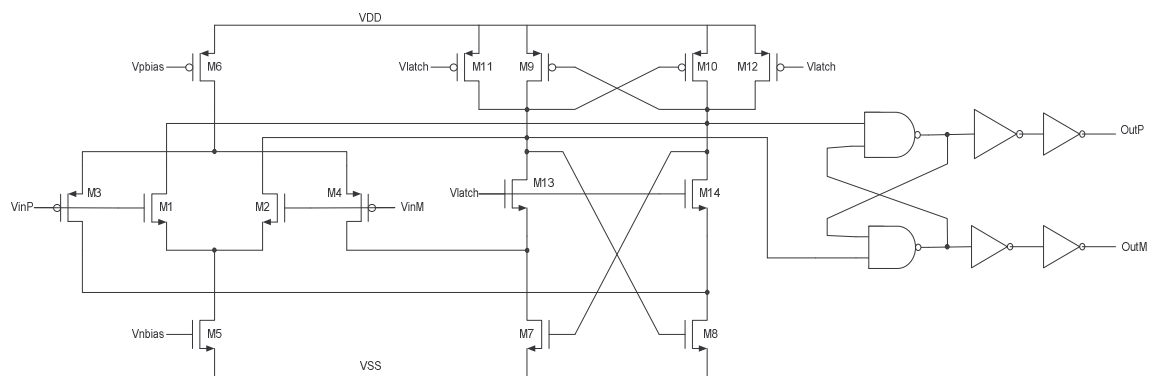 VDD
Vpbias
M6
Vlatch
M11
M9
M10
M12
Vlatch
OutP
M3
M1
M2
M4
VinP
VinM
Vlatch
M13
M14
OutM
Vnbias
M5
M7
M8
VSS